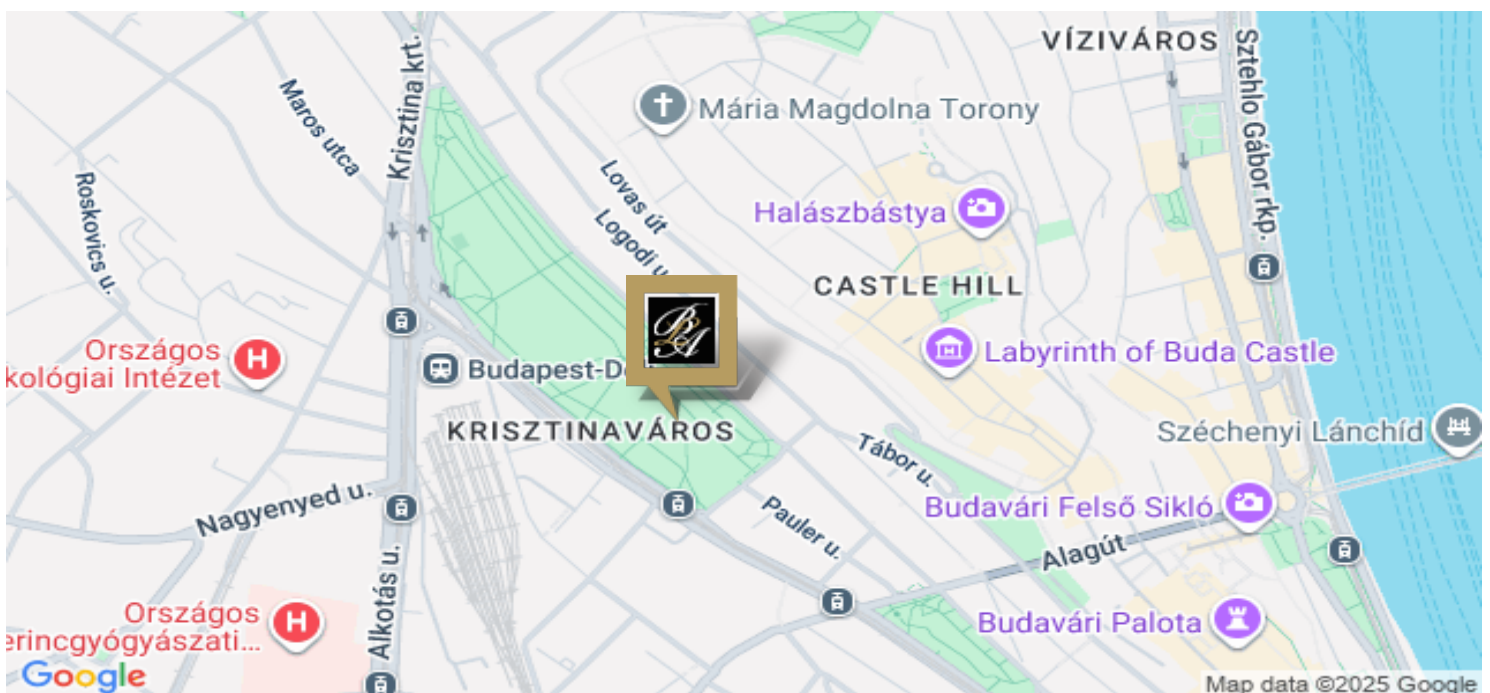 VÍZIVÁROS
Krisztina krt.
Sztehlo Gábor rkp.
Maros utca
Mária Magdolna Torony
Roskovics u.
Lovas út
Halászbástya
Logodi u.
CASTLE HILL
Országos
kológiai Intézet
Labyrinth of Buda Castle
Budapest-De
KRISZTINAVÁROS
Széchenyi Lánchíd
Tábor u.
Nagyenyed u.
Pauler u.
Budavári Felső Sikló
Alagút
Alkotás u.
Országos
erincgyógyászati...
Budavári Palota
Google
Map data ©2025 Google